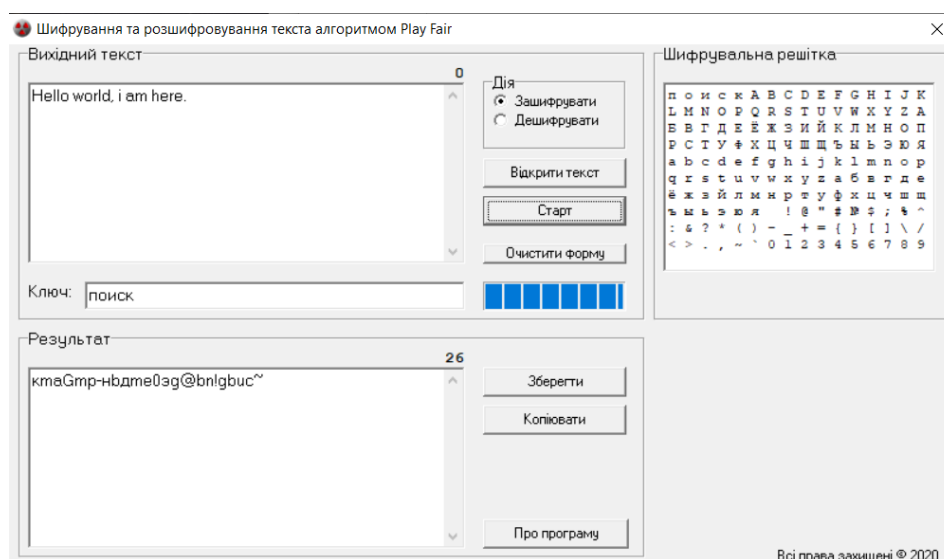 Шифрування та розшифровування текста алгоритмом Play Fair
Вихідний текст
0
Hello world, i am here.
Дія
Зашифрувати
Дешифрувати
Відкрити текст
Старт
Очистити форму
Ключ: поиск
Шифрувальна решітка
п о и с к A B C D E F G H I J K
L M N O P Q R S T U V W X Y Z А
Б В Г Д Е Ё Ж З И Й К Л М Н О П
Р С Т У Ф Х Ц Ч Ш Щ Ъ Ы Ь Э Ю Я
a b c d e f g h i j k l m n o p
q r s t u v w x y z а б в г д е
ё ж з й л м н р т у ф х ц ч ш щ
ъ ы ь э ю я   ! @ " # № $ ; % ^
: & ? * ( ) - _ + = { } [ ] \ /
< > . , ~ ` 0 1 2 3 4 5 6 7 8 9
Результат
26
кmaGmp-нbдme0эg@bn!gbuc~
Зберегти
Копіювати
Про програму
Всі права захищені © 2020